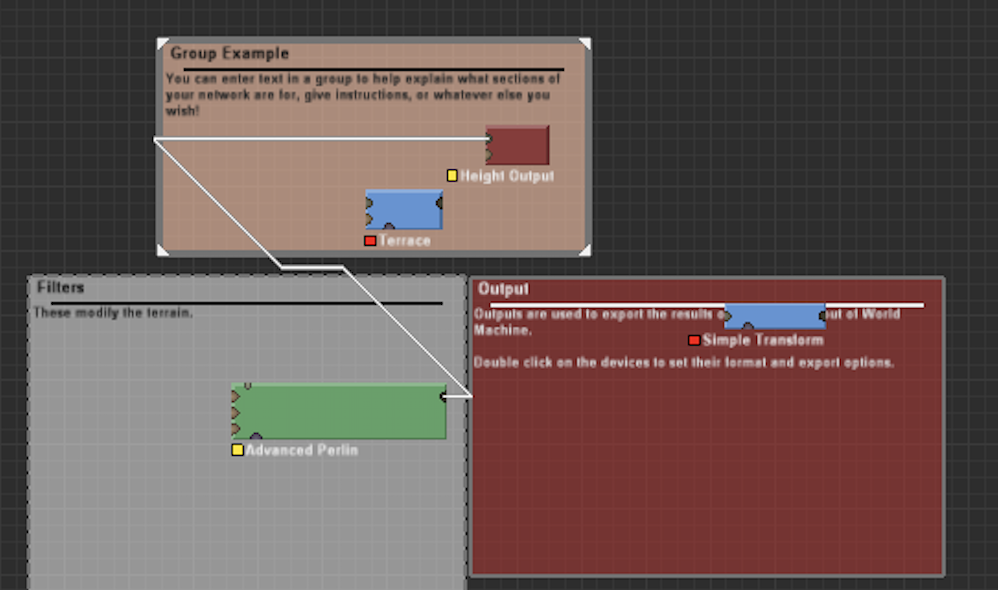 Group Example
You can enter text in a group to help explain what sections of
your network are for, give instructions, or whatever else you
wish!
Height Output
Terrace
Filters
These modify the terrain.
Advanced Perlin
Output
Outputs are used to export the results out of World
Machine.
Simple Transform
Double click on the devices to set their format and export options.